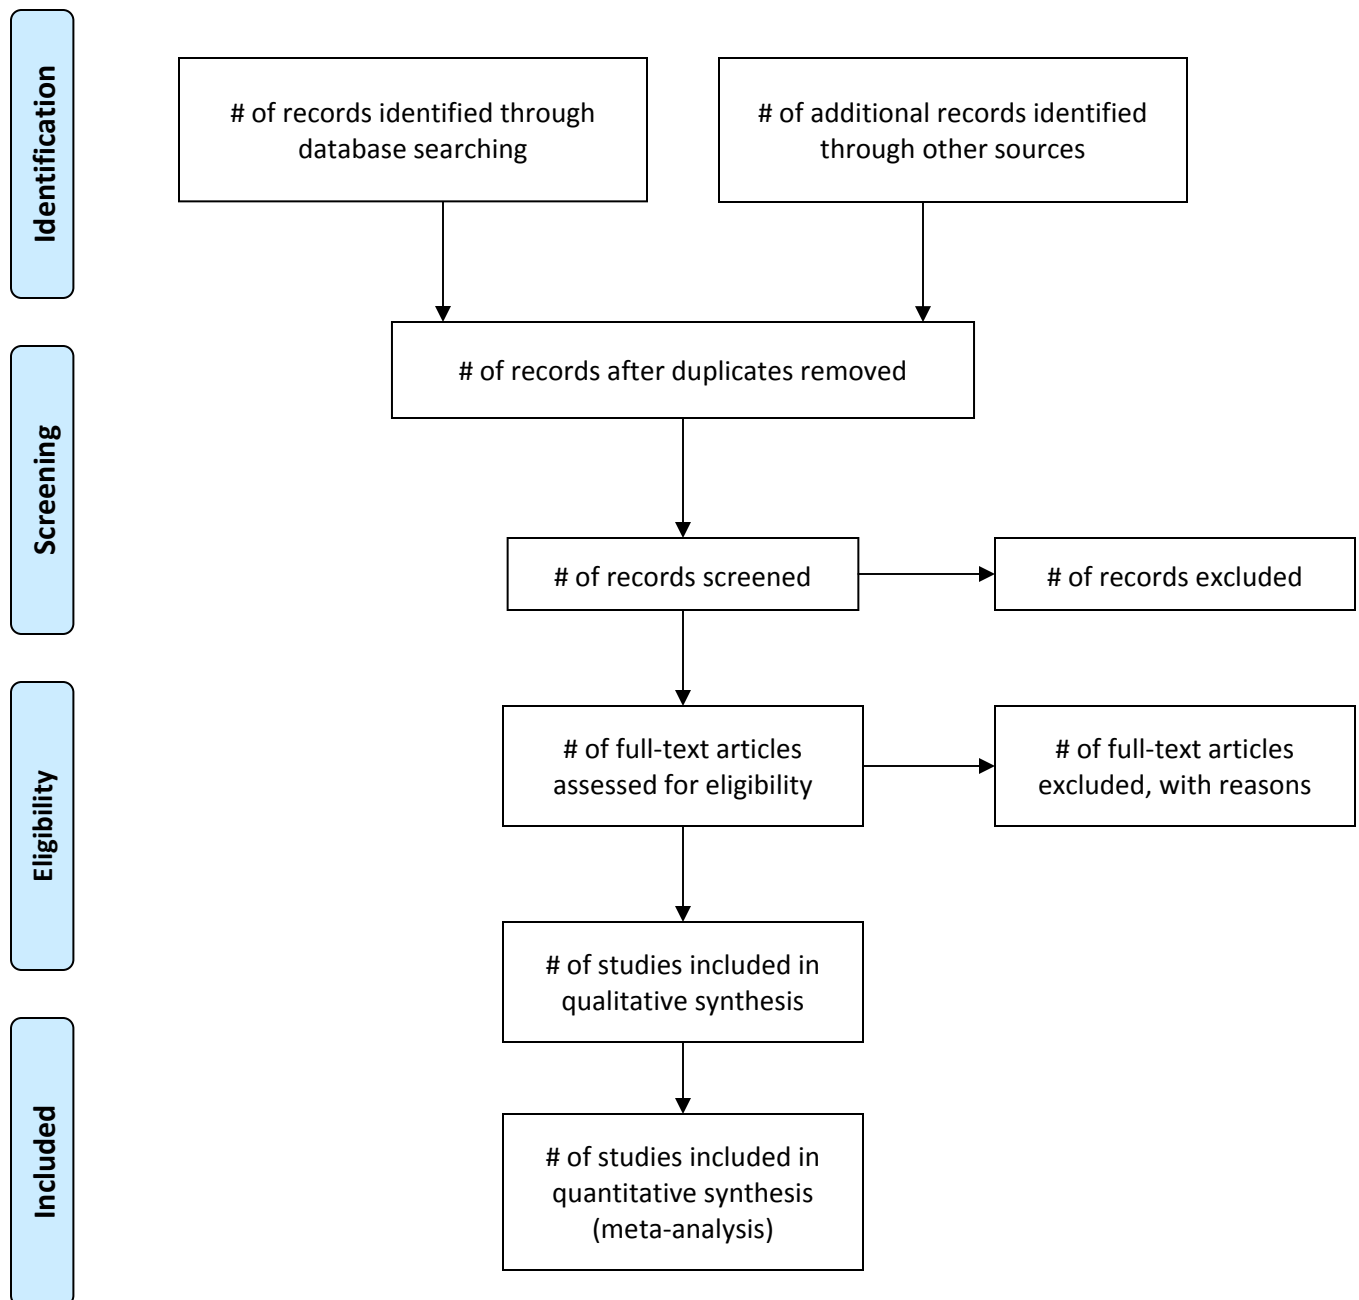 Identification
# of records identified through
database searching
# of additional records identified
through other sources
Screening
# of records after duplicates removed
# of records screened
# of records excluded
Eligibility
# of full-text articles
assessed for eligibility
# of full-text articles
excluded, with reasons
# of studies included in
qualitative synthesis
Included
# of studies included in
quantitative synthesis
(meta-analysis)